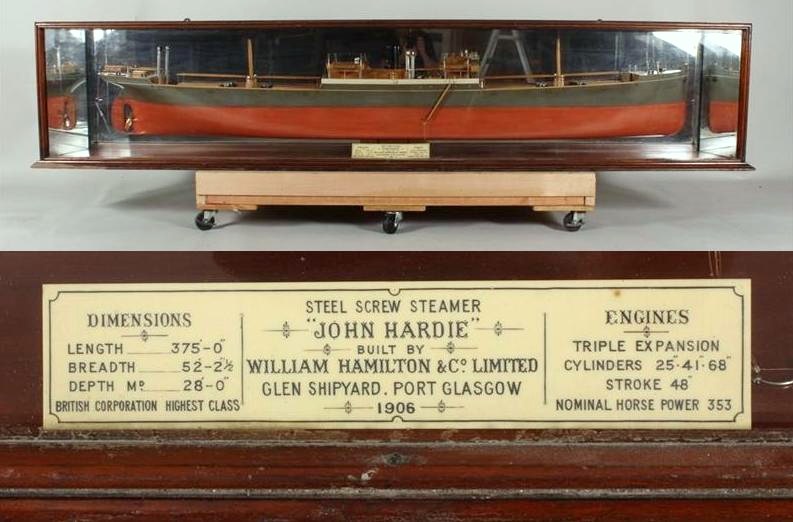 DIMENSIONS
LENGTH 375'-0"
BREADTH 52'-2½"
DEPTH Mᴰ 28'-0"
BRITISH CORPORATION HIGHEST CLASS
STEEL SCREW STEAMER
"JOHN HARDIE"
BUILT BY
WILLIAM HAMILTON & Cº LIMITED
GLEN SHIPYARD, PORT GLASGOW
1906
ENGINES
TRIPLE EXPANSION
CYLINDERS 25"·41"·68"
STROKE 48"
NOMINAL HORSE POWER 353